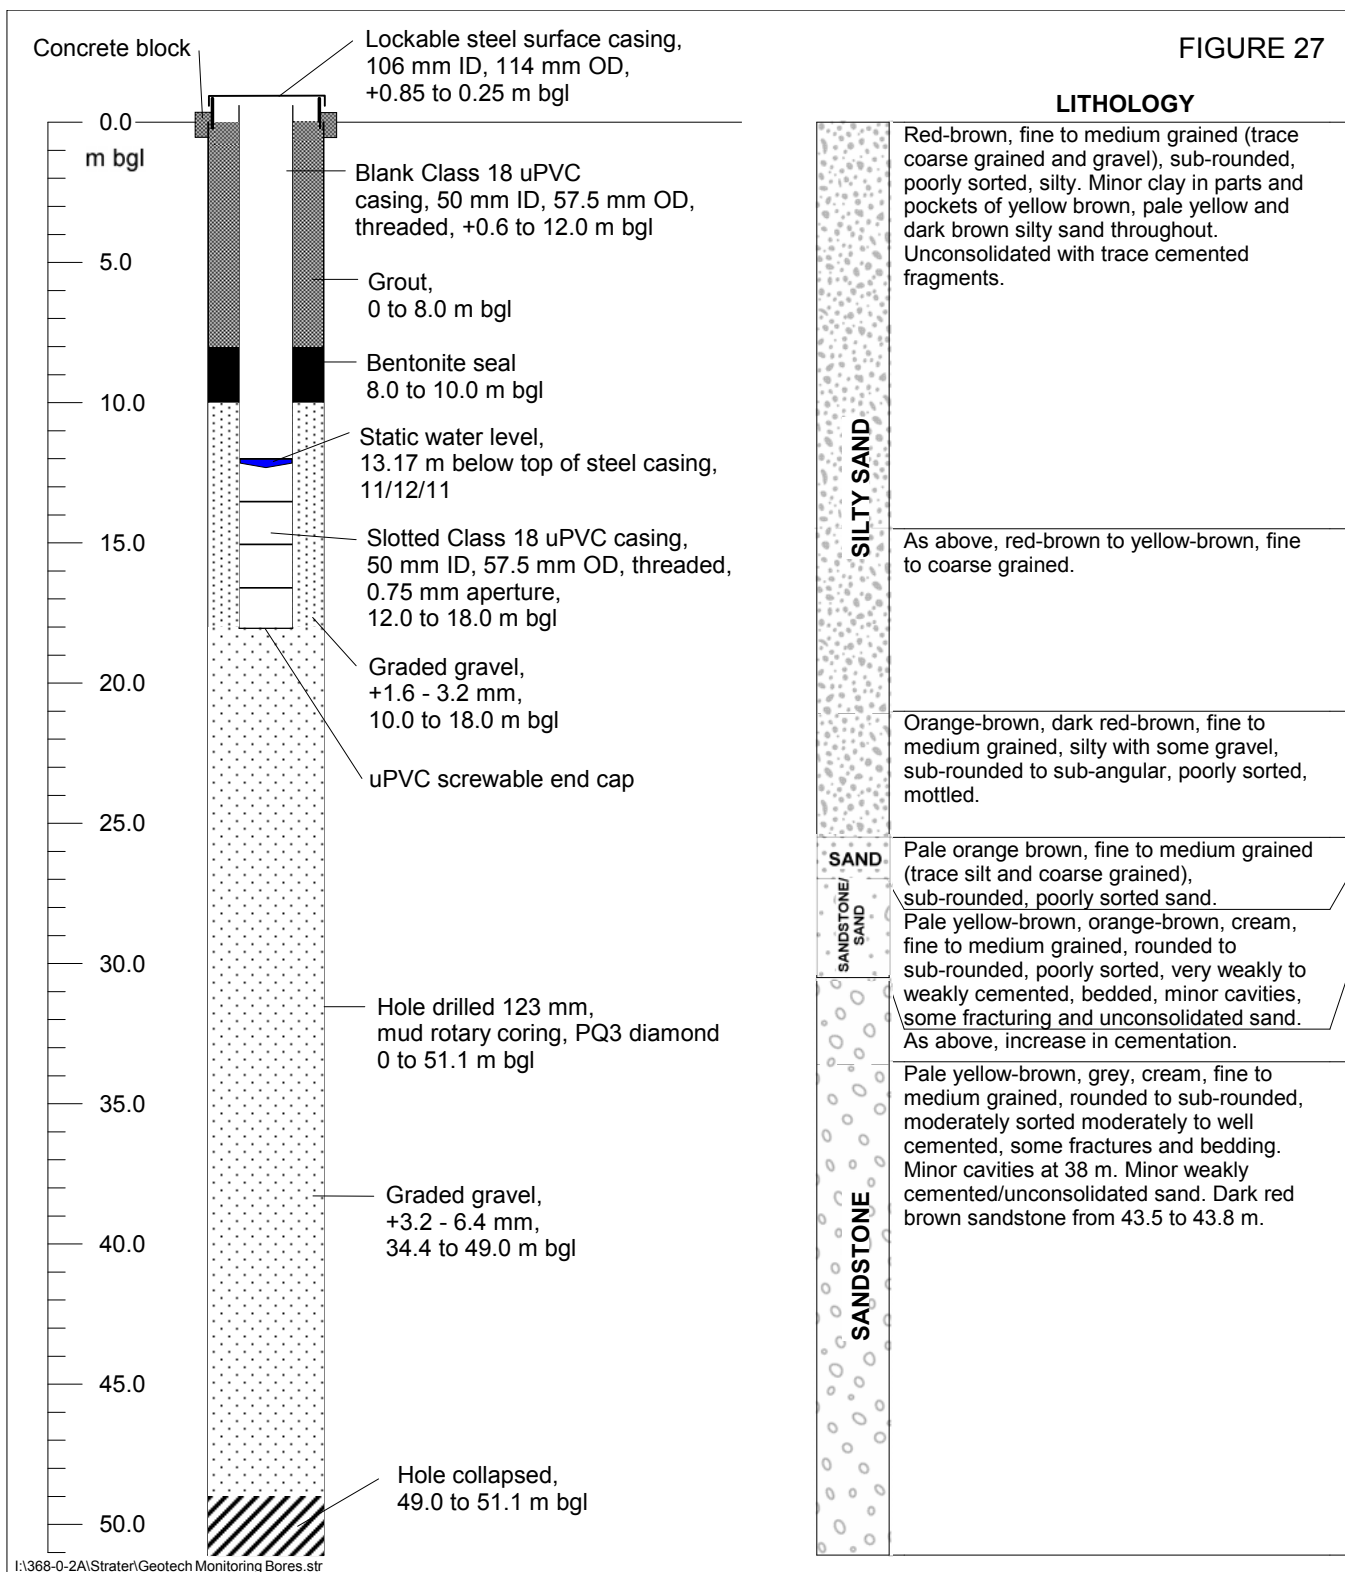 FIGURE 27
Concrete block
Lockable steel surface casing,
106 mm ID, 114 mm OD,
+0.85 to 0.25 m bgl
0.0
m bgl
5.0
10.0
15.0
20.0
25.0
30.0
35.0
40.0
45.0
50.0
Blank Class 18 uPVC
casing, 50 mm ID, 57.5 mm OD,
threaded, +0.6 to 12.0 m bgl
Grout,
0 to 8.0 m bgl
Bentonite seal
8.0 to 10.0 m bgl
Static water level,
13.17 m below top of steel casing,
11/12/11
Slotted Class 18 uPVC casing,
50 mm ID, 57.5 mm OD, threaded,
0.75 mm aperture,
12.0 to 18.0 m bgl
Graded gravel,
+1.6 - 3.2 mm,
10.0 to 18.0 m bgl
uPVC screwable end cap
Hole drilled 123 mm,
mud rotary coring, PQ3 diamond
0 to 51.1 m bgl
Graded gravel,
+3.2 - 6.4 mm,
34.4 to 49.0 m bgl
Hole collapsed,
49.0 to 51.1 m bgl
LITHOLOGY
SILTY SAND
Red-brown, fine to medium grained (trace
coarse grained and gravel), sub-rounded,
poorly sorted, silty. Minor clay in parts and
pockets of yellow brown, pale yellow and
dark brown silty sand throughout.
Unconsolidated with trace cemented
fragments.
As above, red-brown to yellow-brown, fine
to coarse grained.
Orange-brown, dark red-brown, fine to
medium grained, silty with some gravel,
sub-rounded to sub-angular, poorly sorted,
mottled.
SAND
Pale orange brown, fine to medium grained
(trace silt and coarse grained),
sub-rounded, poorly sorted sand.
SANDSTONE/
SAND
Pale yellow-brown, orange-brown, cream,
fine to medium grained, rounded to
sub-rounded, poorly sorted, very weakly to
weakly cemented, bedded, minor cavities,
some fracturing and unconsolidated sand.
SANDSTONE
As above, increase in cementation.
Pale yellow-brown, grey, cream, fine to
medium grained, rounded to sub-rounded,
moderately sorted moderately to well
cemented, some fractures and bedding.
Minor cavities at 38 m. Minor weakly
cemented/unconsolidated sand. Dark red
brown sandstone from 43.5 to 43.8 m.
I:\368-0-2A\Strater\Geotech Monitoring Bores.str